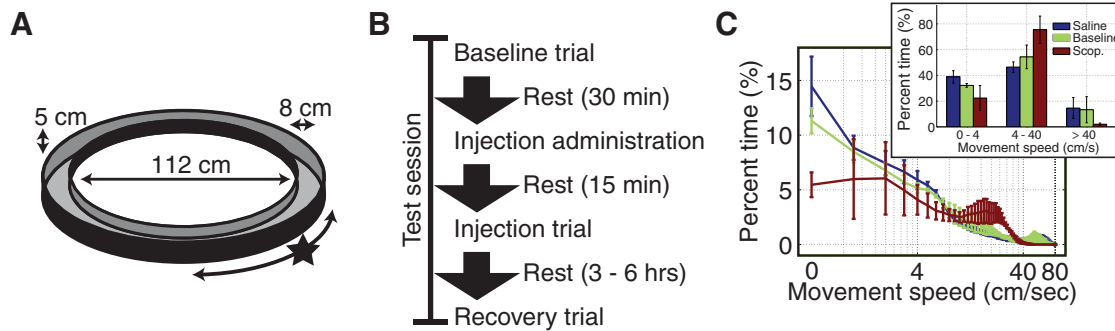 A
5 cm
8 cm
112 cm
B
Test session
Baseline trial
Rest (30 min)
Injection administration
Rest (15 min)
Injection trial
Rest (3 - 6 hrs)
Recovery trial
C
Percent time (%)
15
10
5
0
0 4 40 80
Movement speed (cm/sec)
Percent time (%)
80
60
40
20
0
Saline
Baseline
Scop.
0 - 4 4 - 40 > 40
Movement speed (cm/s)